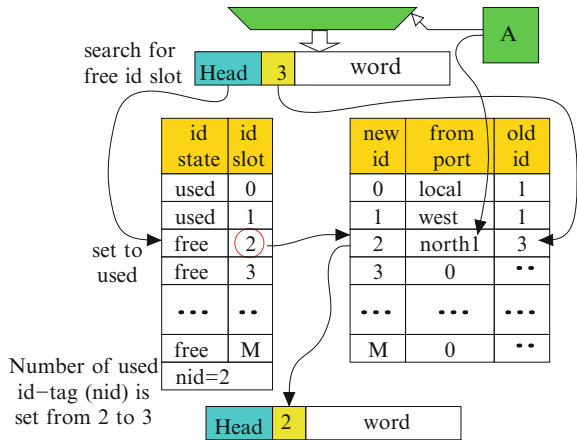 A
search for
free id slot
Head 3 word
id state id slot
used 0
used 1
free 2
free 3
... ..
free M
nid=2
new id from port old id
0 local 1
1 west 1
2 north1 3
3 0 ..
... ... ..
M 0 ..
set to
used
Number of used
id-tag (nid) is
set from 2 to 3
Head 2 word